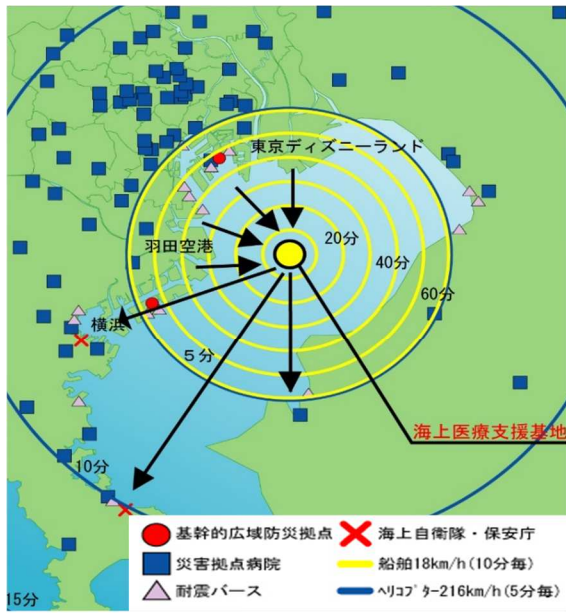 東京ディズニーランド
20分
羽田空港
40分
60分
横浜
5分
海上医療支援基地
10分
基幹的広域防災拠点
海上自衛隊・保安庁
災害拠点病院
船舶18km/h(10分毎)
耐震バース
ヘリコプター216km/h(5分毎)
15分